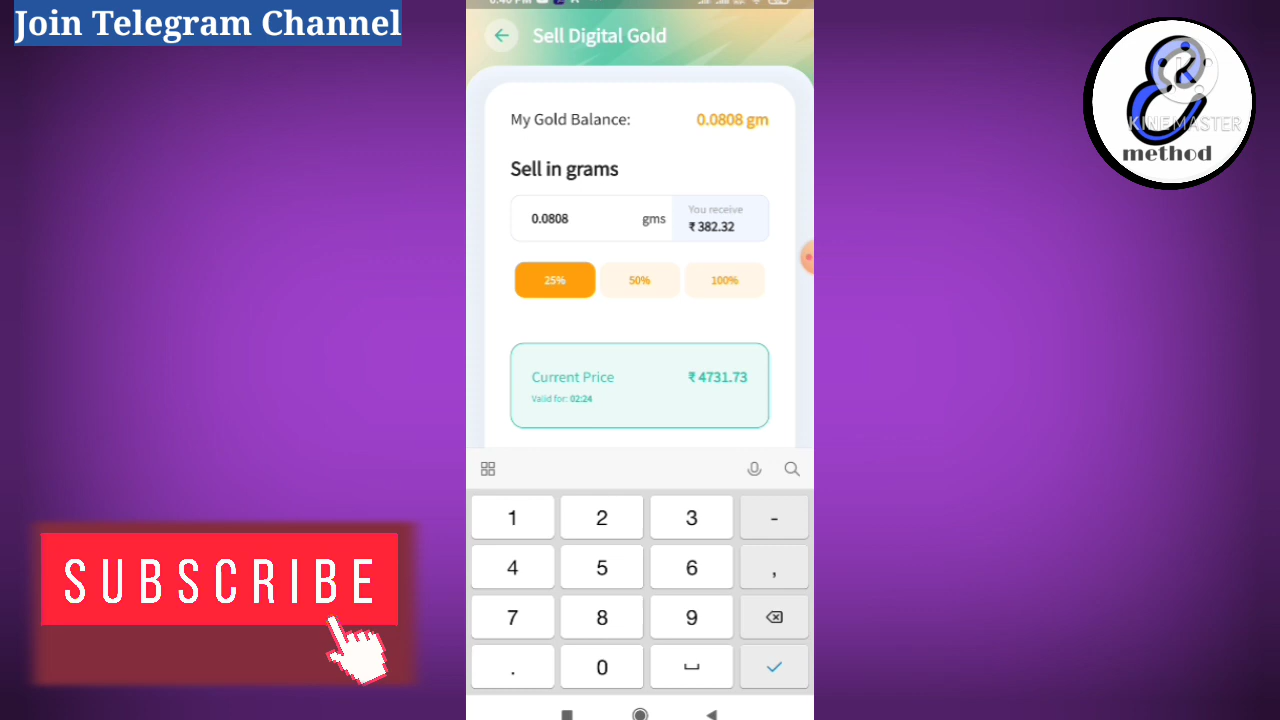 Join Telegram Channel
Sell Digital Gold
My Gold Balance: 0.0808 gm
Sell in grams
0.0808 gms
You receive
₹ 382.32
25% 50% 100%
Current Price ₹ 4731.73
Valid for: 02:24
1 2 3 -
4 5 6 ,
7 8 9
. 0
SUBSCRIBE
K
KINEMASTER
method